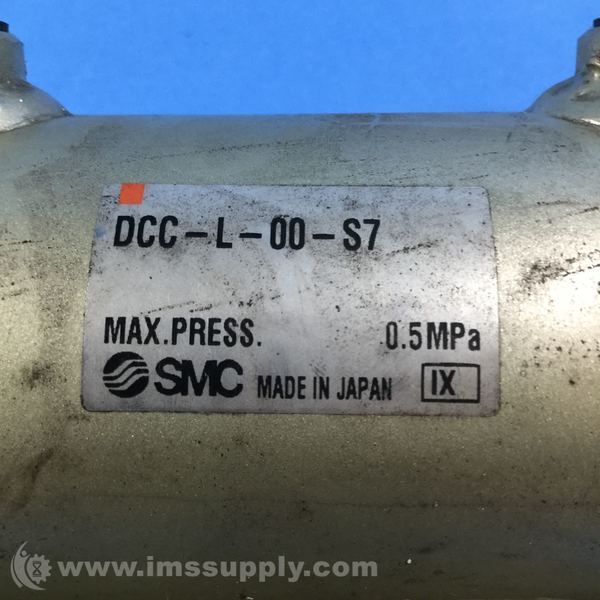 DCC-L-00-S7
MAX.PRESS. 0.5MPa
SMC MADE IN JAPAN IX
www.imssupply.com